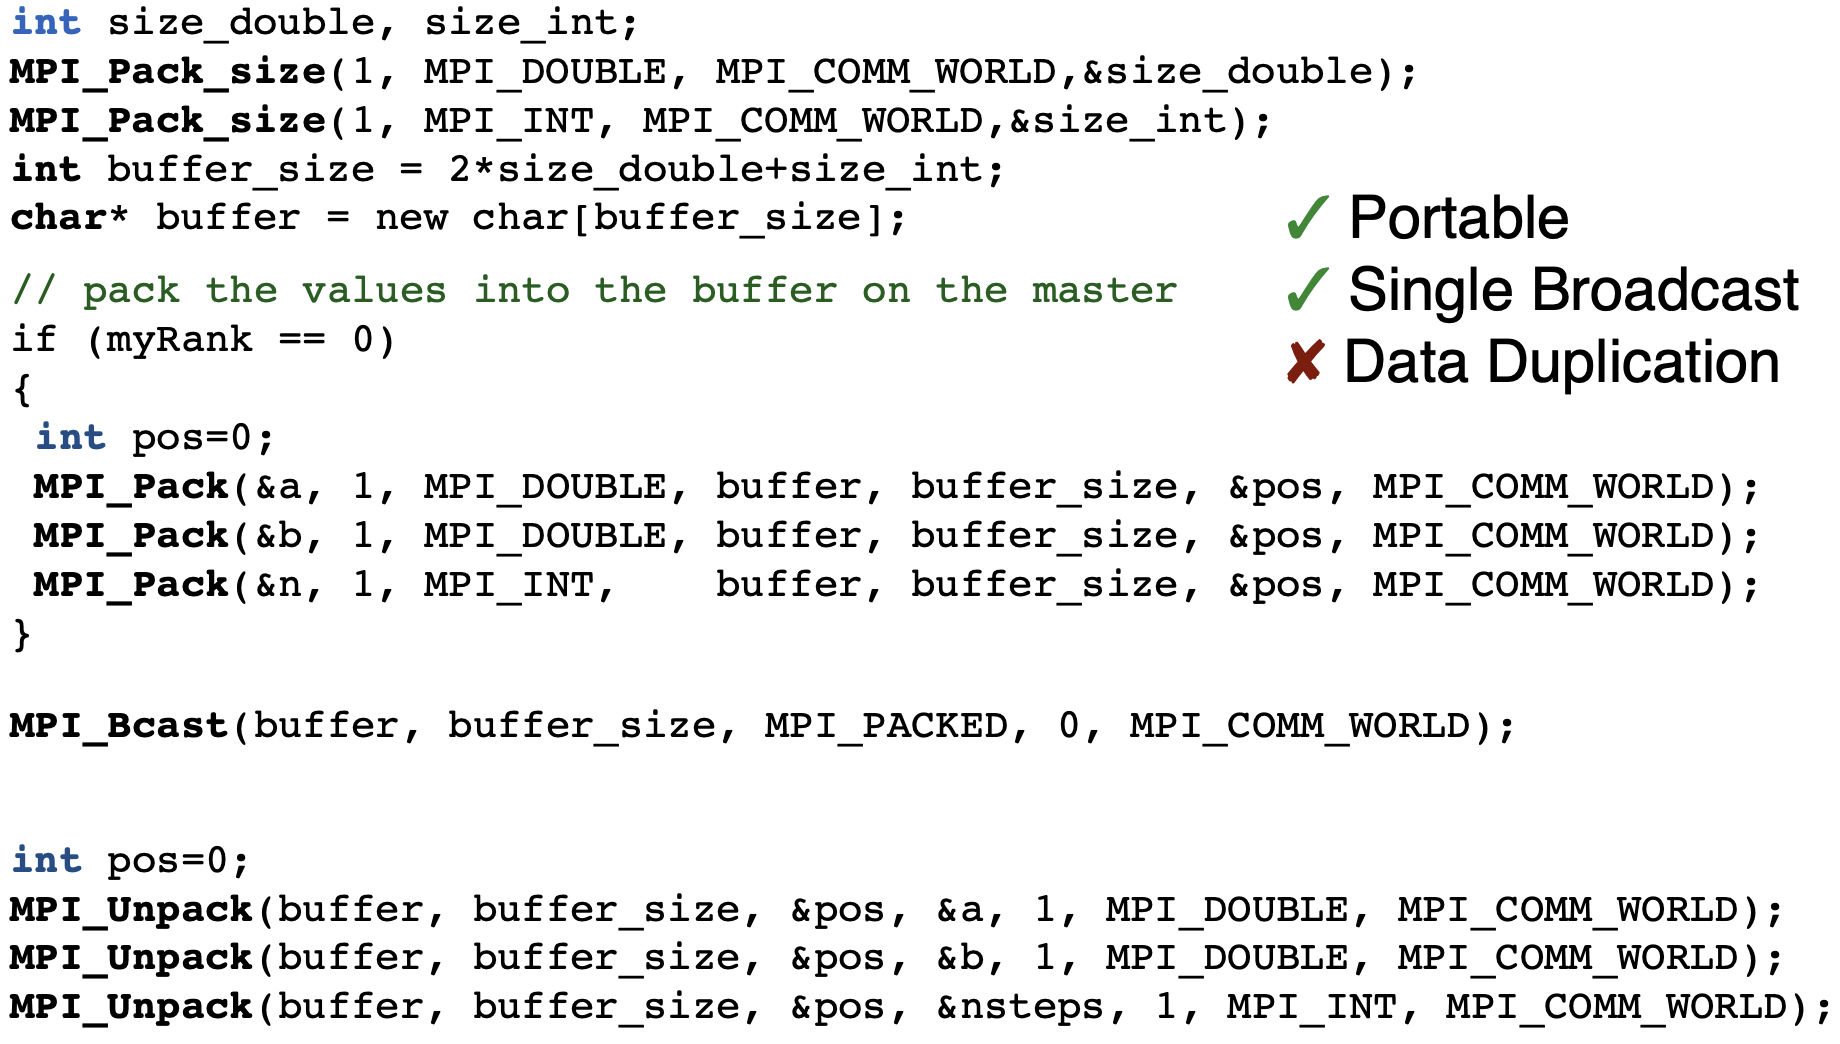 int size_double, size_int;
MPI_Pack_size(1, MPI_DOUBLE, MPI_COMM_WORLD,&size_double);
MPI_Pack_size(1, MPI_INT, MPI_COMM_WORLD,&size_int);
int buffer_size = 2*size_double+size_int;
char* buffer = new char[buffer_size];
✓ Portable
✓ Single Broadcast
✘ Data Duplication
// pack the values into the buffer on the master
if (myRank == 0)
{
int pos=0;
MPI_Pack(&a, 1, MPI_DOUBLE, buffer, buffer_size, &pos, MPI_COMM_WORLD);
MPI_Pack(&b, 1, MPI_DOUBLE, buffer, buffer_size, &pos, MPI_COMM_WORLD);
MPI_Pack(&n, 1, MPI_INT,    buffer, buffer_size, &pos, MPI_COMM_WORLD);
}
MPI_Bcast(buffer, buffer_size, MPI_PACKED, 0, MPI_COMM_WORLD);
int pos=0;
MPI_Unpack(buffer, buffer_size, &pos, &a, 1, MPI_DOUBLE, MPI_COMM_WORLD);
MPI_Unpack(buffer, buffer_size, &pos, &b, 1, MPI_DOUBLE, MPI_COMM_WORLD);
MPI_Unpack(buffer, buffer_size, &pos, &nsteps, 1, MPI_INT, MPI_COMM_WORLD);